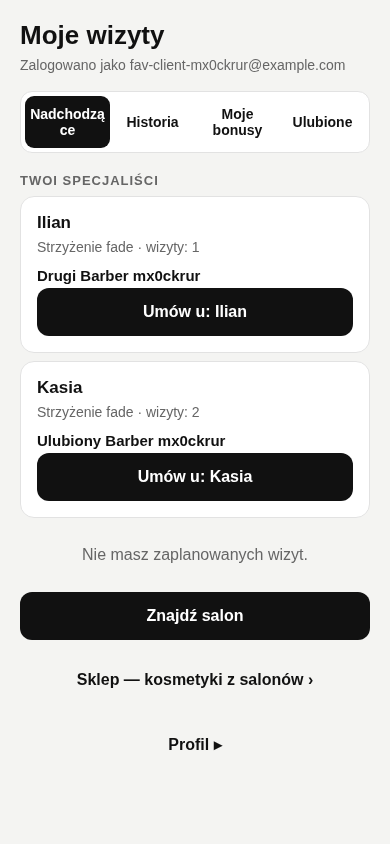 Moje wizyty
Zalogowano jako fav-client-mx0ckrur@example.com
Nadchodzą
ce
Historia
Moje
bonusy
Ulubione
TWOI SPECJALIŚCI
Ilian
Strzyżenie fade · wizyty: 1
Drugi Barber mx0ckrur
Umów u: Ilian
Kasia
Strzyżenie fade · wizyty: 2
Ulubiony Barber mx0ckrur
Umów u: Kasia
Nie masz zaplanowanych wizyt.
Znajdź salon
Sklep — kosmetyki z salonów ›
Profil ▸